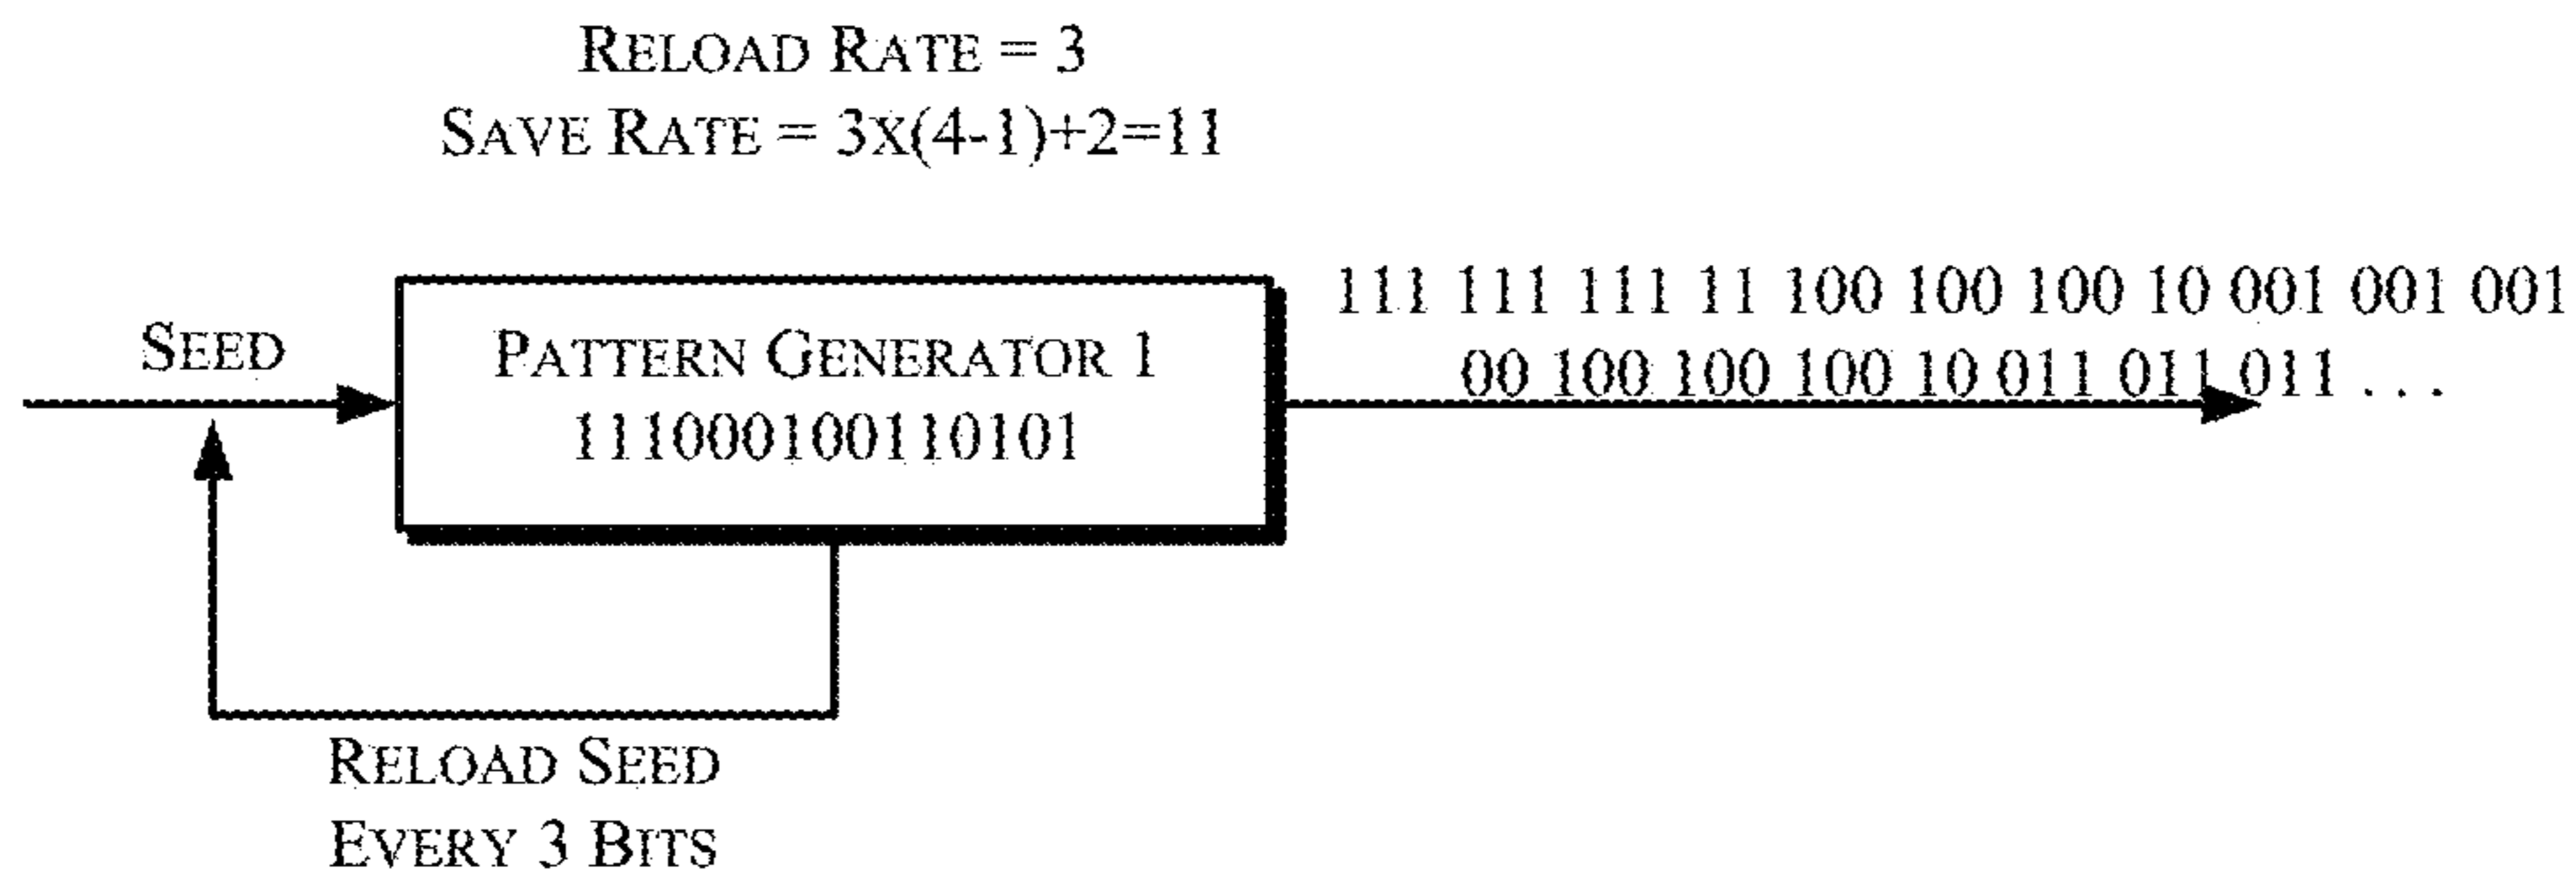 RELOAD RATE = 3
SAVE RATE = 3X(4-1)+2=11
111 111 111 11 100 100 100 10 001 001 001
00 100 100 100 10 011 011 011 . . .
SEED
PATTERN GENERATOR 1
111000100110101
RELOAD SEED
EVERY 3 BITS